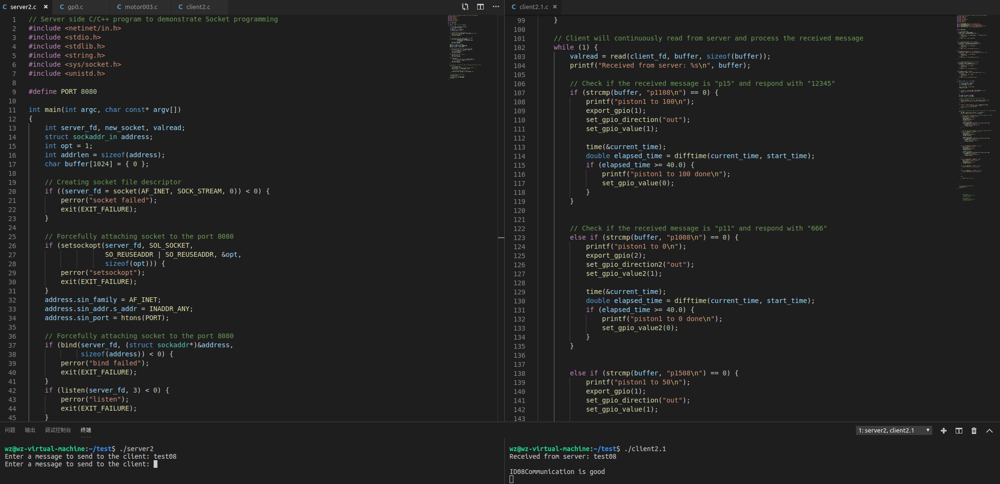 server2.c
gp0.c
motor003.c
client2.c
1 // Server side C/C++ program to demonstrate Socket programming
2 #include <netinet/in.h>
3 #include <stdio.h>
4 #include <stdlib.h>
5 #include <string.h>
6 #include <sys/socket.h>
7 #include <unistd.h>
8
9 #define PORT 8080
10
11 int main(int argc, char const* argv[])
12 {
13 int server_fd, new_socket, valread;
14 struct sockaddr_in address;
15 int opt = 1;
16 int addrlen = sizeof(address);
17 char buffer[1024] = { 0 };
18
19 // Creating socket file descriptor
20 if ((server_fd = socket(AF_INET, SOCK_STREAM, 0)) < 0) {
21 perror("socket failed");
22 exit(EXIT_FAILURE);
23 }
24
25 // Forcefully attaching socket to the port 8080
26 if (setsockopt(server_fd, SOL_SOCKET,
27 SO_REUSEADDR | SO_REUSEADDR, &opt,
28 sizeof(opt))) {
29 perror("setsockopt");
30 exit(EXIT_FAILURE);
31 }
32 address.sin_family = AF_INET;
33 address.sin_addr.s_addr = INADDR_ANY;
34 address.sin_port = htons(PORT);
35
36 // Forcefully attaching socket to the port 8080
37 if (bind(server_fd, (struct sockaddr*)&address,
38 sizeof(address)) < 0) {
39 perror("bind failed");
40 exit(EXIT_FAILURE);
41 }
42 if (listen(server_fd, 3) < 0) {
43 perror("listen");
44 exit(EXIT_FAILURE);
45 }
client2.1.c
99 }
100
101 // Client will continuously read from server and process the received message
102 while (1) {
103 valread = read(client_fd, buffer, sizeof(buffer));
104 printf("Received from server: %s\n", buffer);
105
106 // Check if the received message is "p15" and respond with "12345"
107 if (strcmp(buffer, "p1108\n") == 0) {
108 printf("piston1 to 100\n");
109 export_gpio(1);
110 set_gpio_direction("out");
111 set_gpio_value(1);
112
113 time(&current_time);
114 double elapsed_time = difftime(current_time, start_time);
115 if (elapsed_time >= 40.0) {
116 printf("piston1 to 100 done\n");
117 set_gpio_value(0);
118 }
119 }
120
121
122 // Check if the received message is "p11" and respond with "666"
123 else if (strcmp(buffer, "p1008\n") == 0) {
124 printf("piston1 to 0\n");
125 export_gpio(2);
126 set_gpio_direction2("out");
127 set_gpio_value2(1);
128
129 time(&current_time);
130 double elapsed_time = difftime(current_time, start_time);
131 if (elapsed_time >= 40.0) {
132 printf("piston1 to 0 done\n");
133 set_gpio_value2(0);
134 }
135 }
136
137
138 else if (strcmp(buffer, "p1508\n") == 0) {
139 printf("piston1 to 50\n");
140 export_gpio(1);
141 set_gpio_direction("out");
142 set_gpio_value(1);
143
问题 输出 调试控制台 终端
1: server2, client2.1
wz@wz-virtual-machine:~/test$ ./server2
Enter a message to send to the client: test08
Enter a message to send to the client:
wz@wz-virtual-machine:~/test$ ./client2.1
Received from server: test08
ID08Communication is good